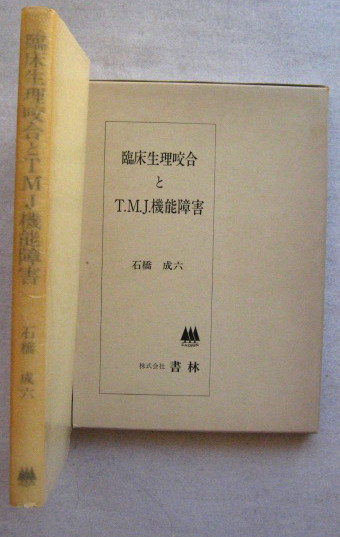 臨床生理咬合とT.M.J.機能障害
石橋 成六
臨床生理咬合
と
T.M.J.機能障害
石橋 成六
株式会社 書林